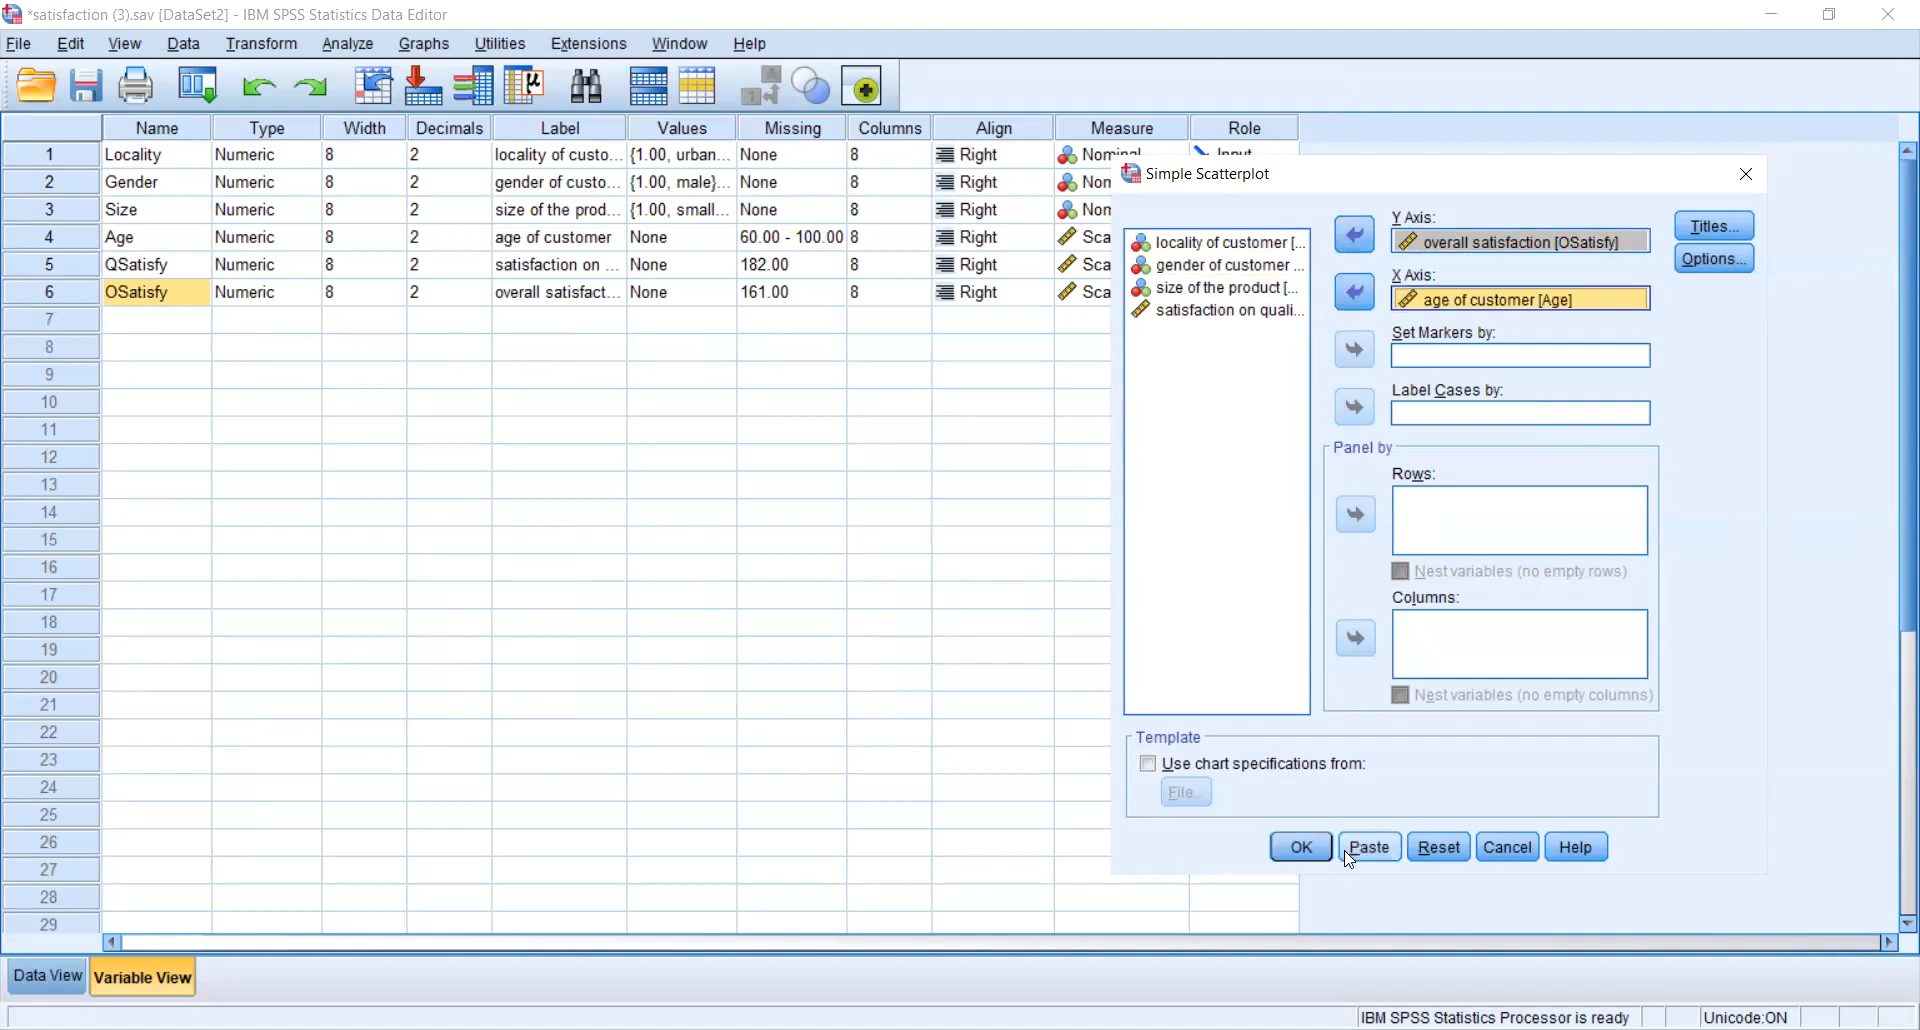 *satisfaction (3).sav [DataSet2] - IBM SPSS Statistics Data Editor
File Edit View Data Transform Analyze Graphs Utilities Extensions Window Help
Name Type Width Decimals Label Values Missing Columns Align Measure Role
1 Locality Numeric 8 2 locality of custo... {1.00, urban... None 8 Right Nominal Input
2 Gender Numeric 8 2 gender of custo... {1.00, male}... None 8 Right Nom
3 Size Numeric 8 2 size of the prod... {1.00, small... None 8 Right Nom
4 Age Numeric 8 2 age of customer None 60.00 - 100.00 8 Right Sca
5 QSatisfy Numeric 8 2 satisfaction on ... None 182.00 8 Right Sca
6 OSatisfy Numeric 8 2 overall satisfact... None 161.00 8 Right Sca
7
8
9
10
11
12
13
14
15
16
17
18
19
20
21
22
23
24
25
26
27
28
29
Simple Scatterplot
locality of customer [...
gender of customer ...
size of the product [...
satisfaction on quali...
Y Axis:
overall satisfaction [OSatisfy]
X Axis:
age of customer [Age]
Set Markers by:
Label Cases by:
Titles...
Options...
Panel by
Rows:
Nest variables (no empty rows)
Columns:
Nest variables (no empty columns)
Template
Use chart specifications from:
File...
OK Paste Reset Cancel Help
Data View Variable View
IBM SPSS Statistics Processor is ready Unicode:ON